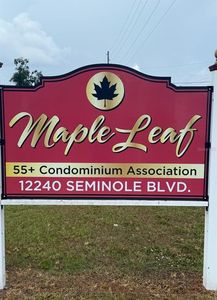 Maple Leaf
55+ Condominium Association
12240 SEMINOLE BLVD.